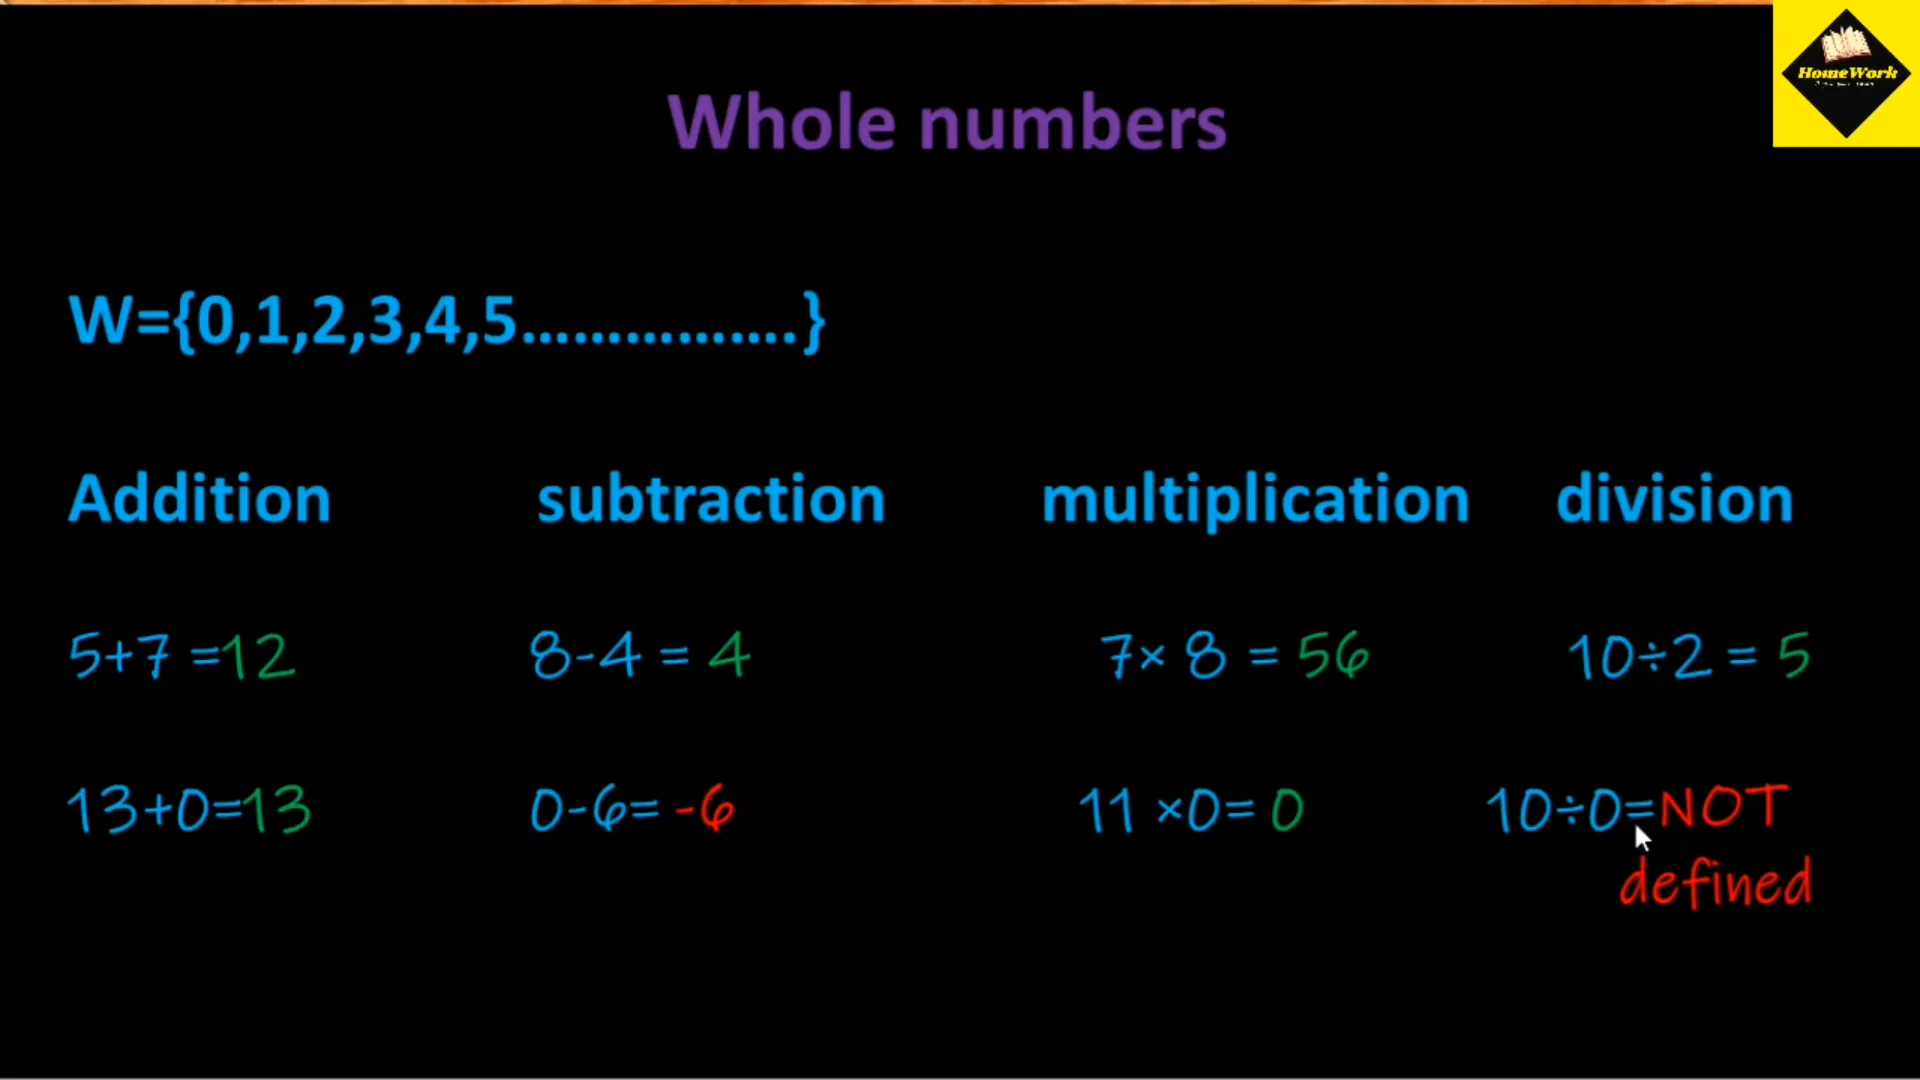 HomeWork
Whole numbers
W={0,1,2,3,4,5................}
Addition subtraction multiplication division
5+7 =12 8-4 = 4 7× 8 = 56 10÷2 = 5
13+0=13 0-6= -6 11 ×0= 0 10÷0=NOT
defined